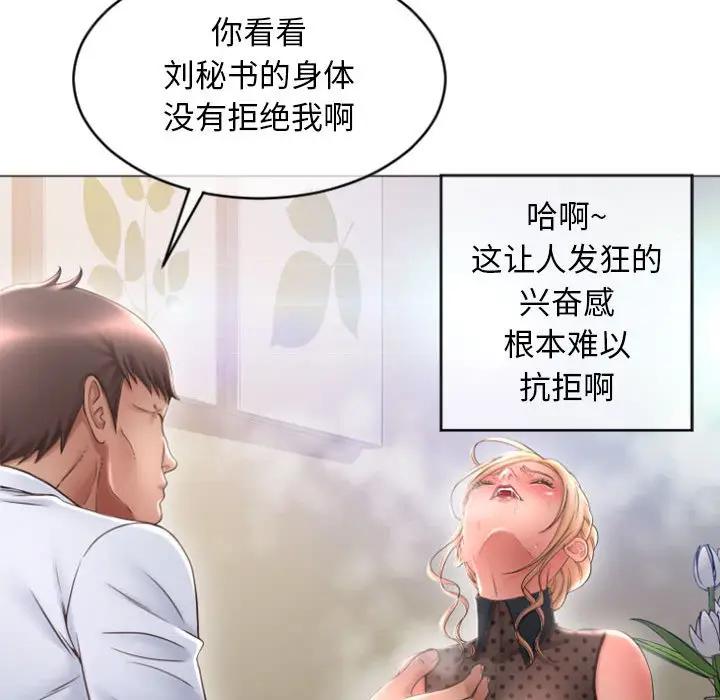 你看看
刘秘书的身体
没有拒绝我啊
哈啊~
这让人发狂的
兴奋感
根本难以
抗拒啊